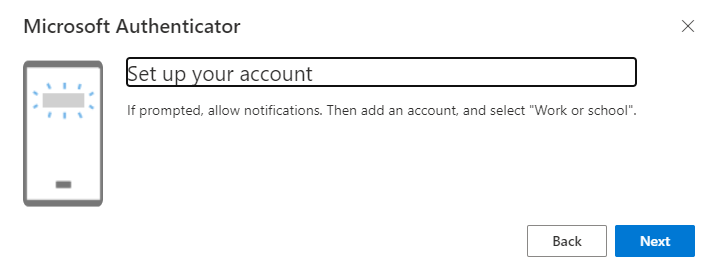 Microsoft Authenticator
Set up your account
If prompted, allow notifications. Then add an account, and select "Work or school".
Back
Next